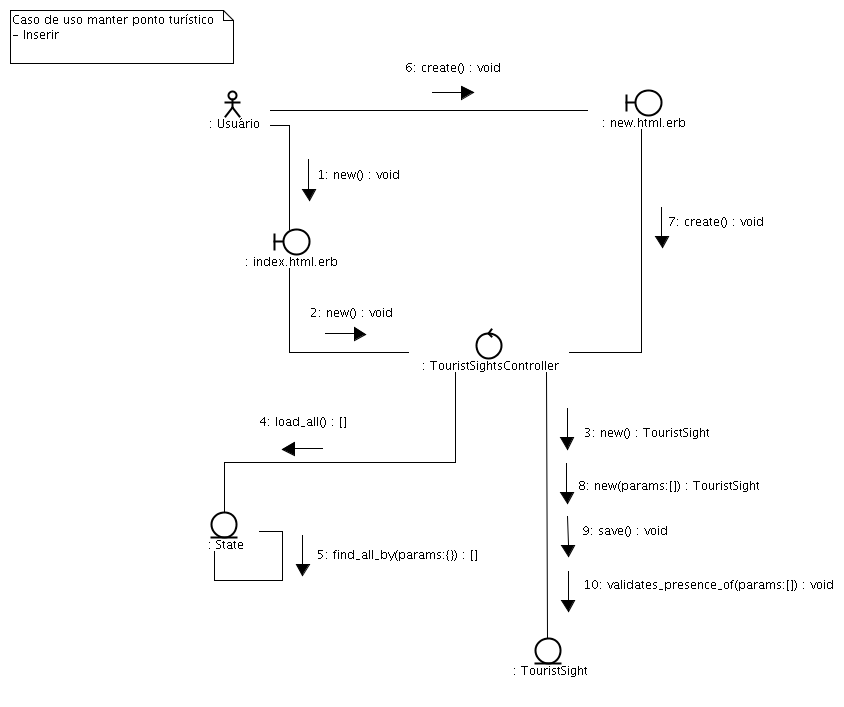 Caso de uso manter ponto turístico
- Inserir
6: create() : void
: Usuário
: new.html.erb
1: new() : void
7: create() : void
: index.html.erb
2: new() : void
: TouristSightsController
4: load_all() : []
3: new() : TouristSight
8: new(params:[]) : TouristSight
9: save() : void
: State
5: find_all_by(params:{}) : []
10: validates_presence_of(params:[]) : void
: TouristSight